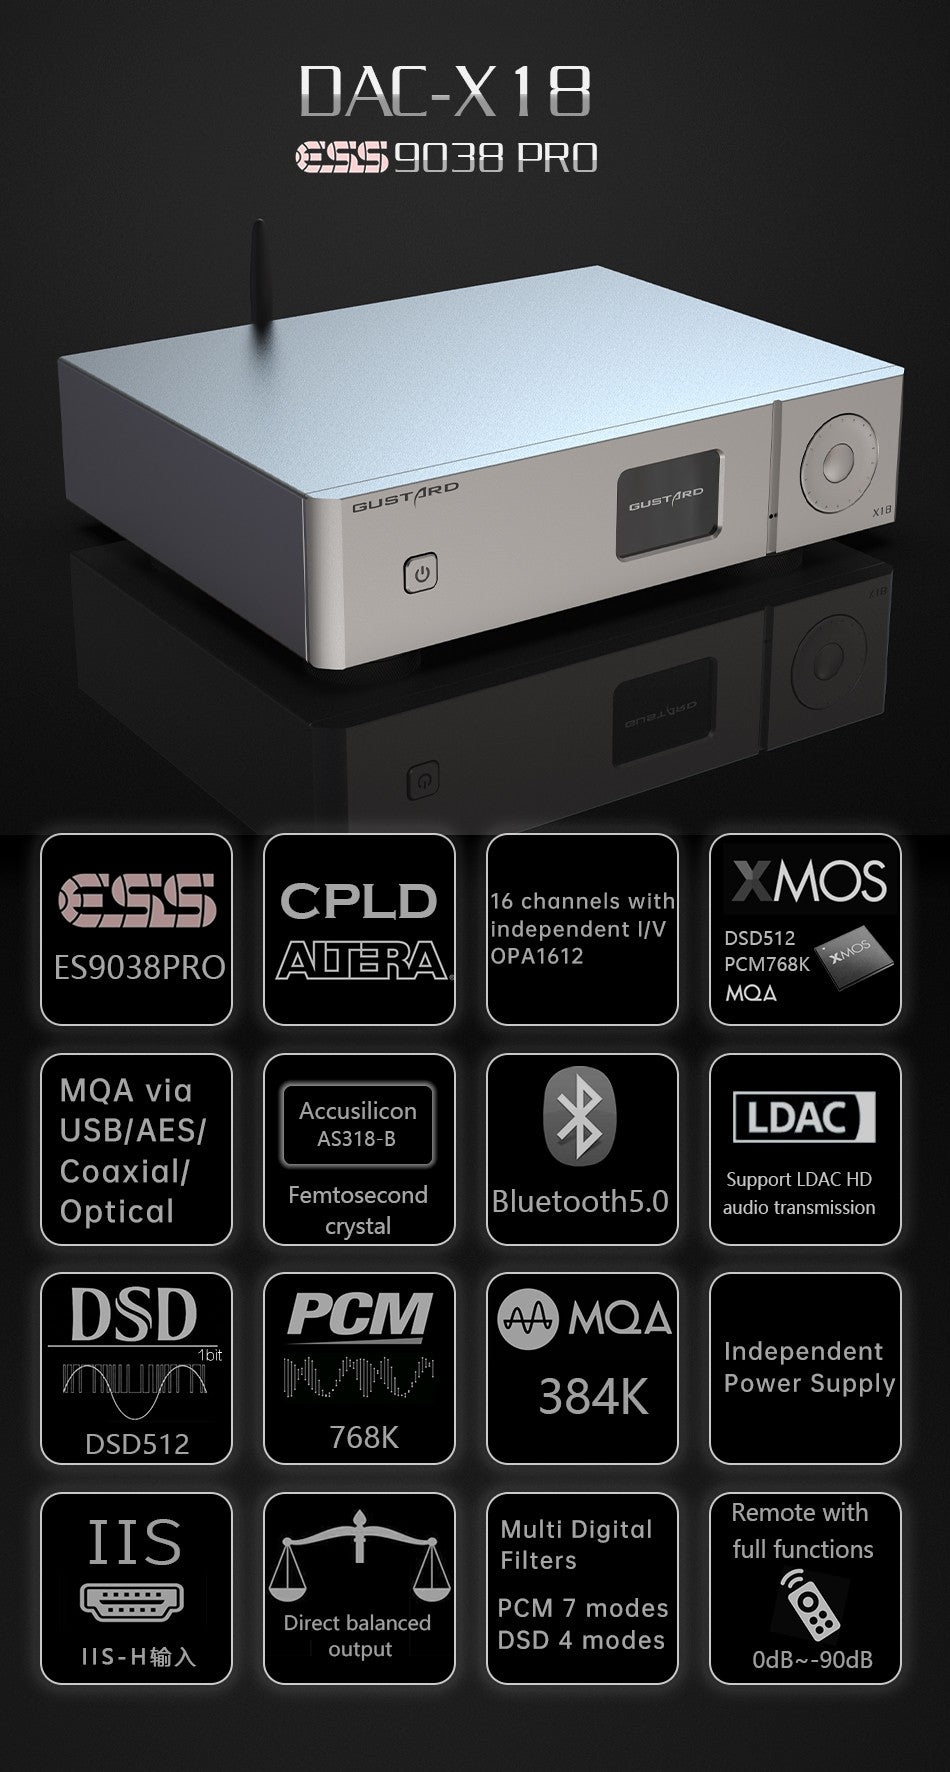 DAC-X18
ESS 9038 PRO
GUSTARD
GUSTARD
X18
ESS
ES9038PRO
CPLD
ALTERA
16 channels with
independent I/V
OPA1612
XMOS
DSD512
PCM768K
MQA
XMOS
MQA via
USB/AES/
Coaxial/
Optical
Accusilicon
AS318-B
Femtosecond
crystal
Bluetooth5.0
LDAC
Support LDAC HD
audio transmission
DSD
1bit
DSD512
PCM
768K
MQA
384K
Independent
Power Supply
IIS
IIS-H输入
Direct balanced
output
Multi Digital
Filters
PCM 7 modes
DSD 4 modes
Remote with
full functions
0dB~-90dB